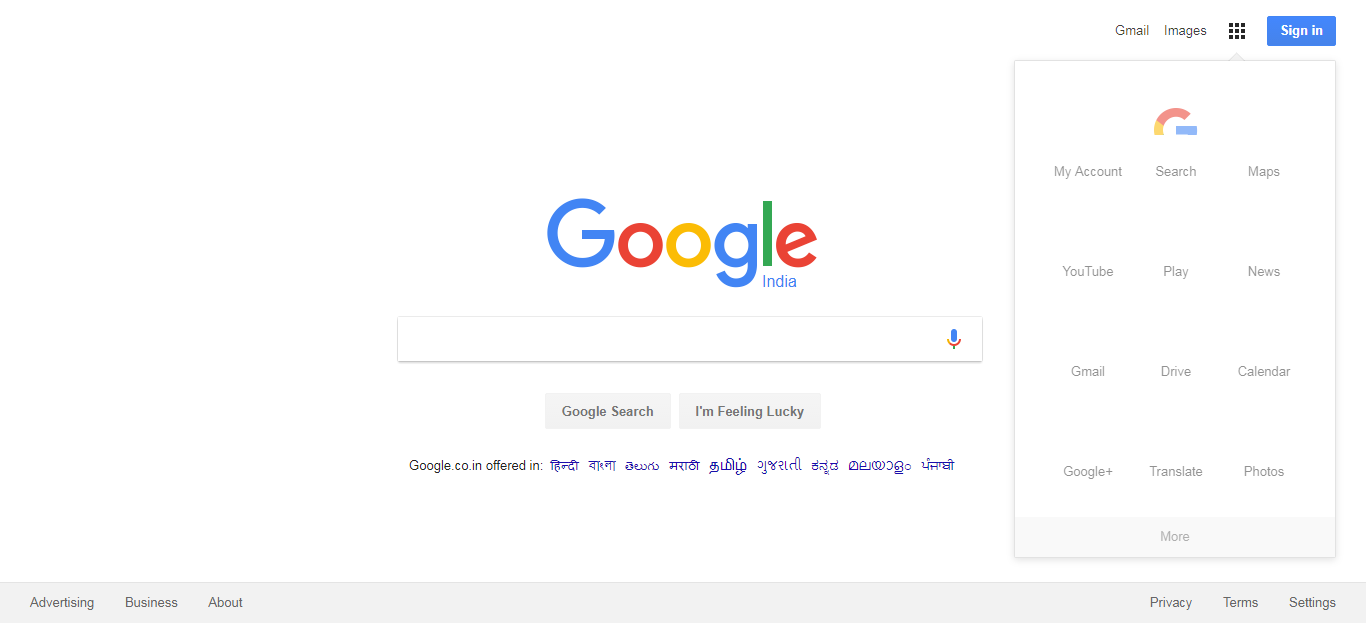 Gmail Images Sign in
My Account Search Maps
YouTube Play News
Gmail Drive Calendar
Google+ Translate Photos
More
Google
India
Google Search I'm Feeling Lucky
Google.co.in offered in: हिन्दी বাংলা తెలుగు मराठी தமிழ் ગુજરાતી ಕನ್ನಡ മലയാളം ਪੰਜਾਬੀ
Advertising Business About Privacy Terms Settings